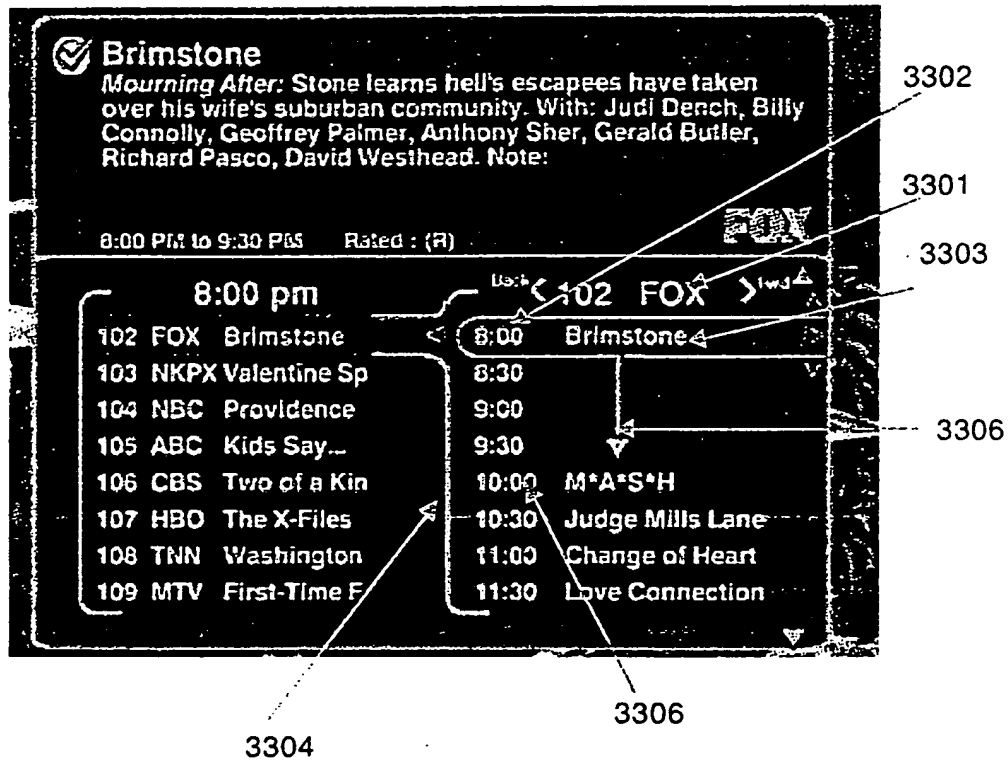 Brimstone
Mourning After: Stone learns hell's escapees have taken
over his wife's suburban community. With: Judi Dench, Billy
Connolly, Geoffrey Palmer, Anthony Sher, Gerald Butler,
Richard Pasco, David Westhead. Note:
FOX
8:00 PM to 9:30 PM Rated : (R)
8:00 pm
102 FOX Brimstone
103 NKPX Valentine Sp
104 NBC Providence
105 ABC Kids Say...
106 CBS Two of a Kin
107 HBO The X-Files
108 TNN Washington
109 MTV First-Time F
Back < 102 FOX > fwd
8:00 Brimstone
8:30
9:00
9:30
10:00 M*A*S*H
10:30 Judge Mills Lane
11:00 Change of Heart
11:30 Love Connection
3302
3301
3303
3306
3306
3304